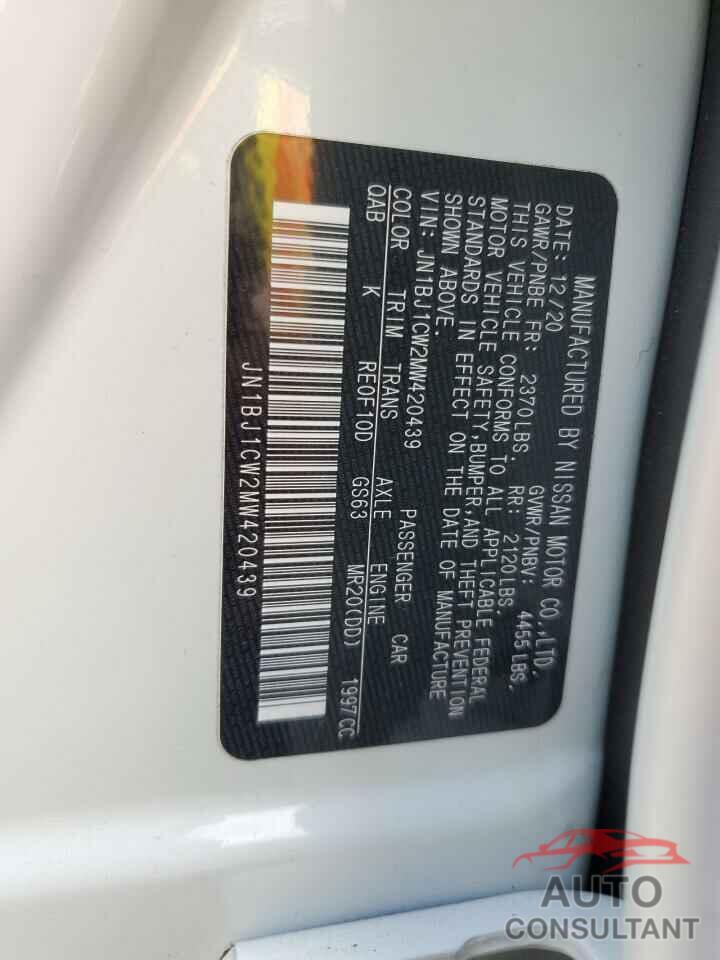 MANUFACTURED BY NISSAN MOTOR CO.,LTD.
DATE: 12/20 GVWR/PNBV: 4455LBS.
GAWR/PNBE FR: 2370LBS. RR: 2120LBS.
THIS VEHICLE CONFORMS TO ALL APPLICABLE FEDERAL
MOTOR VEHICLE SAFETY,BUMPER,AND THEFT PREVENTION
STANDARDS IN EFFECT ON THE DATE OF MANUFACTURE
SHOWN ABOVE.
VIN: JN1BJ1CW2MW420439 PASSENGER CAR
COLOR TRIM TRANS AXLE ENGINE
QAB K RE0F10D GS63 MR20(DD) 1997CC
JN1BJ1CW2MW420439
AUTO
CONSULTANT